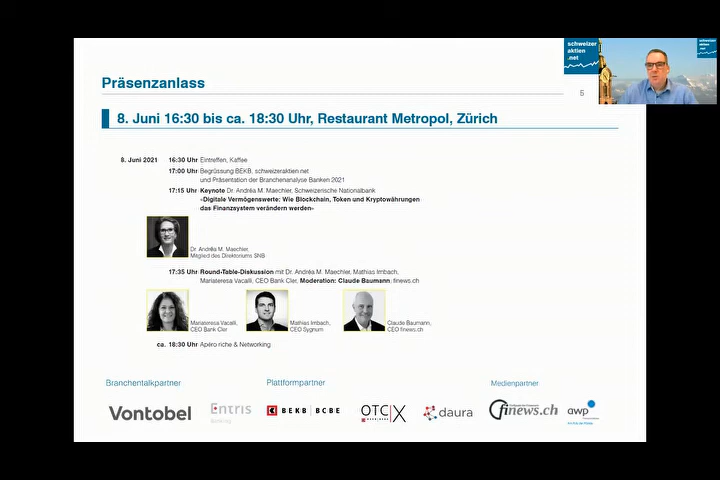 schweizer
aktien
.net
schweizer
aktien
.net
Präsenzanlass
5
8. Juni 16:30 bis ca. 18:30 Uhr, Restaurant Metropol, Zürich
8. Juni 2021 16:30 Uhr Eintreffen, Kaffee
17:00 Uhr Begrüssung BEKB, schweizeraktien.net
und Präsentation der Branchenanalyse Banken 2021
17:15 Uhr Keynote Dr. Andréa M. Maechler, Schweizerische Nationalbank
«Digitale Vermögenswerte: Wie Blockchain, Token und Kryptowährungen
das Finanzsystem verändern werden»
Dr. Andréa M. Maechler,
Mitglied des Direktoriums SNB
17:35 Uhr Round-Table-Diskussion mit Dr. Andréa M. Maechler, Mathias Imbach,
Mariateresa Vacalli, CEO Bank Cler, Moderation: Claude Baumann, finews.ch
Mariateresa Vacalli,
CEO Bank Cler
Mathias Imbach,
CEO Sygnum
Claude Baumann,
CEO finews.ch
ca. 18:30 Uhr Apéro riche & Networking
Branchentalkpartner
Plattformpartner
Medienpartner
Vontobel
Entris
Banking
BEKB | BCBE
OTC X
daura
finews.ch
awp